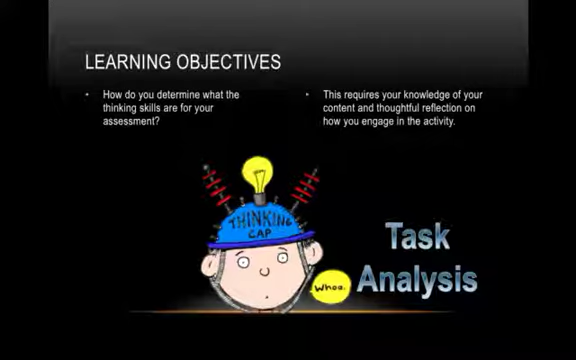 LEARNING OBJECTIVES
• How do you determine what the
thinking skills are for your
assessment?
• This requires your knowledge of your
content and thoughtful reflection on
how you engage in the activity.
THINKING
CAP
Whoa.
Task
Analysis